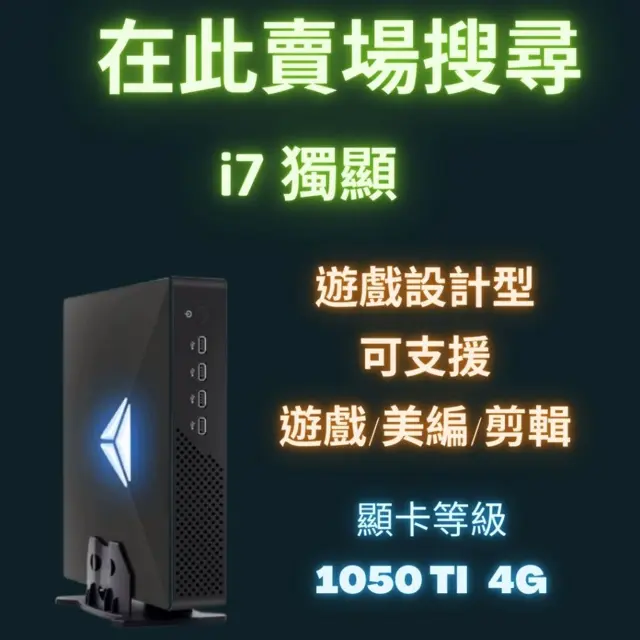 在此賣場搜尋
i7 獨顯
遊戲設計型
可支援
遊戲/美編/剪輯
顯卡等級
1050 TI 4G